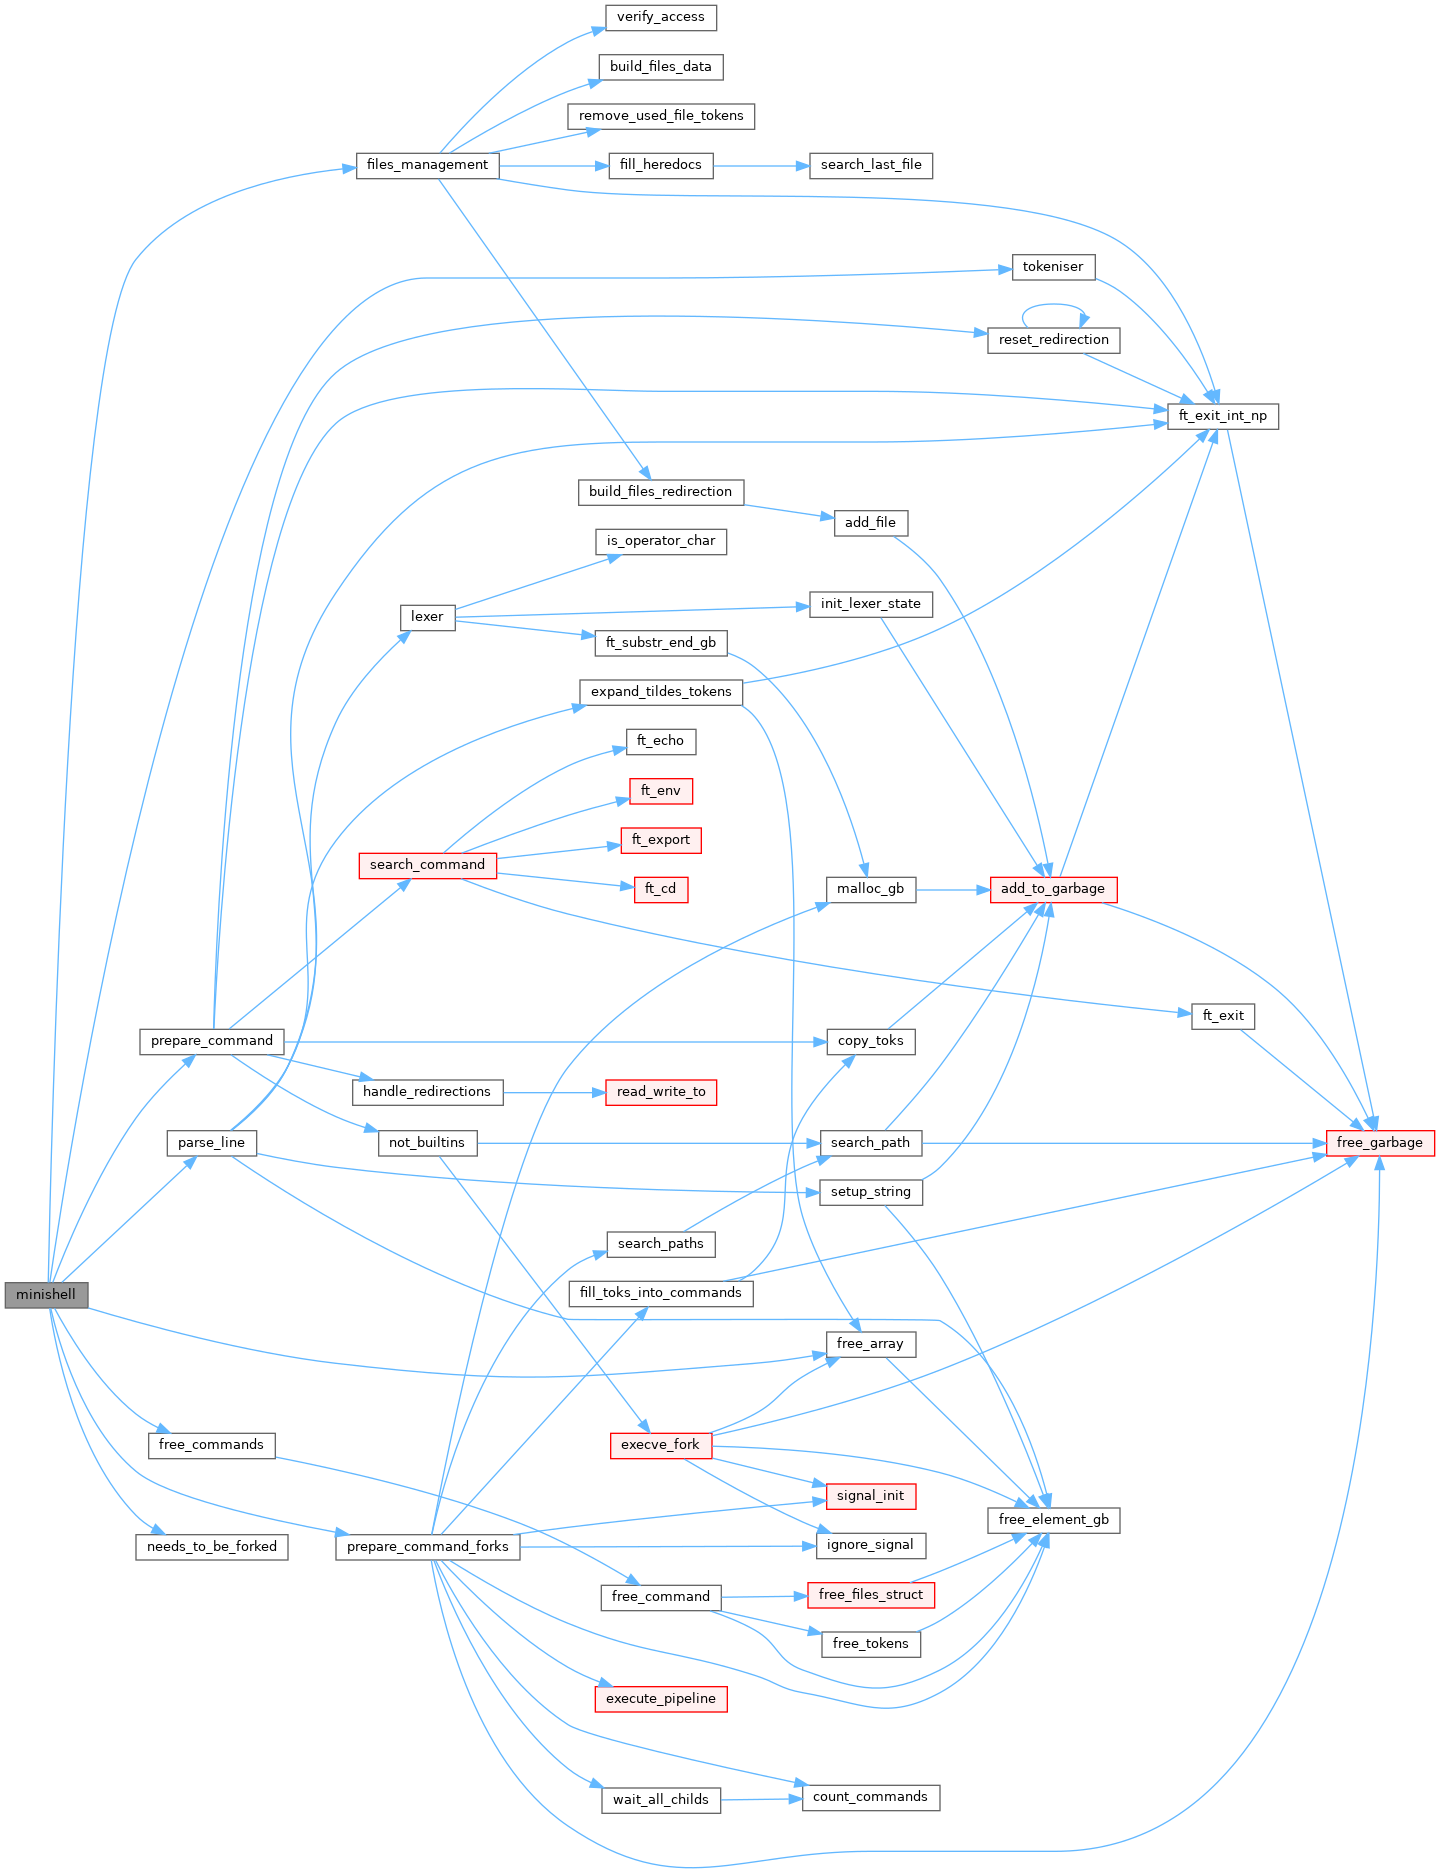 verify_access
build_files_data
remove_used_file_tokens
files_management
fill_heredocs
search_last_file
tokeniser
reset_redirection
ft_exit_int_np
build_files_redirection
add_file
is_operator_char
init_lexer_state
lexer
ft_substr_end_gb
expand_tildes_tokens
ft_echo
ft_env
ft_export
search_command
ft_cd
malloc_gb
add_to_garbage
ft_exit
prepare_command
copy_toks
handle_redirections
read_write_to
parse_line
not_builtins
search_path
free_garbage
setup_string
search_paths
minishell
fill_toks_into_commands
free_array
free_commands
execve_fork
signal_init
free_element_gb
needs_to_be_forked
prepare_command_forks
ignore_signal
free_command
free_files_struct
free_tokens
execute_pipeline
wait_all_childs
count_commands